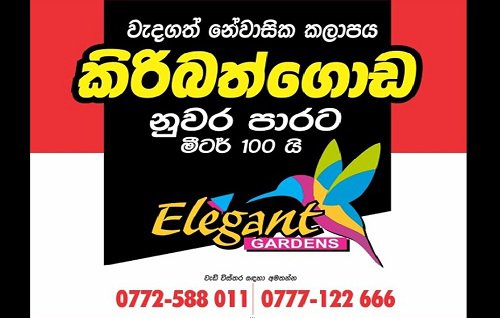 වැදගත් නේවාසික කලාපය
කිරිබත්ගොඩ
නුවර පාරට
මීටර් 100 යි
Elegant
GARDENS
වැඩි විස්තර සඳහා අමතන්න
0772-588 011 0777-122 666